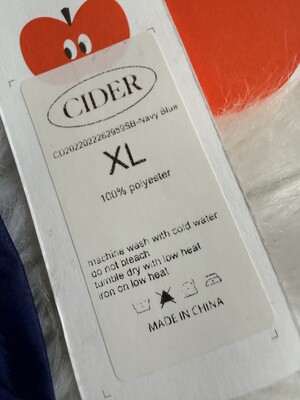 CIDER
CD2022022262989SB-Navy Blue
XL
100% polyester
machine wash with cold water
do not bleach
tumble dry with low heat
iron on low heat
MADE IN CHINA